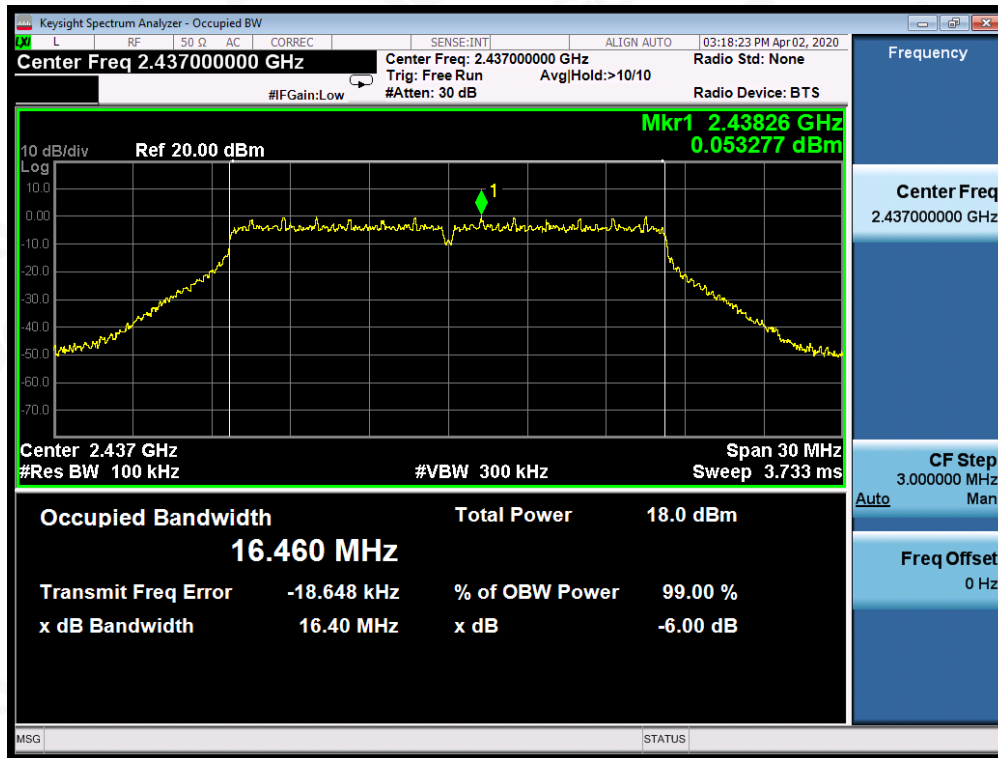 Keysight Spectrum Analyzer - Occupied BW
LXI L RF 50 Ω AC CORREC SENSE:INT ALIGN AUTO 03:18:23 PM Apr 02, 2020
Center Freq 2.437000000 GHz
#IFGain:Low
Center Freq: 2.437000000 GHz
Trig: Free Run Avg|Hold:>10/10
#Atten: 30 dB
Radio Std: None
Radio Device: BTS
Mkr1 2.43826 GHz
0.053277 dBm
10 dB/div Ref 20.00 dBm
Log
10.0
0.00
-10.0
-20.0
-30.0
-40.0
-50.0
-60.0
-70.0
1
Center 2.437 GHz Span 30 MHz
#Res BW 100 kHz #VBW 300 kHz Sweep 3.733 ms
Occupied Bandwidth Total Power 18.0 dBm
16.460 MHz
Transmit Freq Error -18.648 kHz % of OBW Power 99.00 %
x dB Bandwidth 16.40 MHz x dB -6.00 dB
MSG STATUS
Frequency
Center Freq
2.437000000 GHz
CF Step
3.000000 MHz
Auto Man
Freq Offset
0 Hz